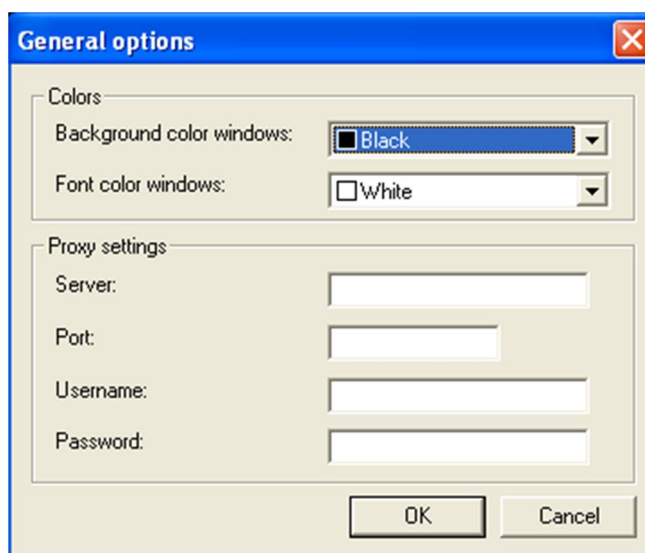 General options
Colors
Background color windows: Black
Font color windows: White
Proxy settings
Server:
Port:
Username:
Password:
OK Cancel